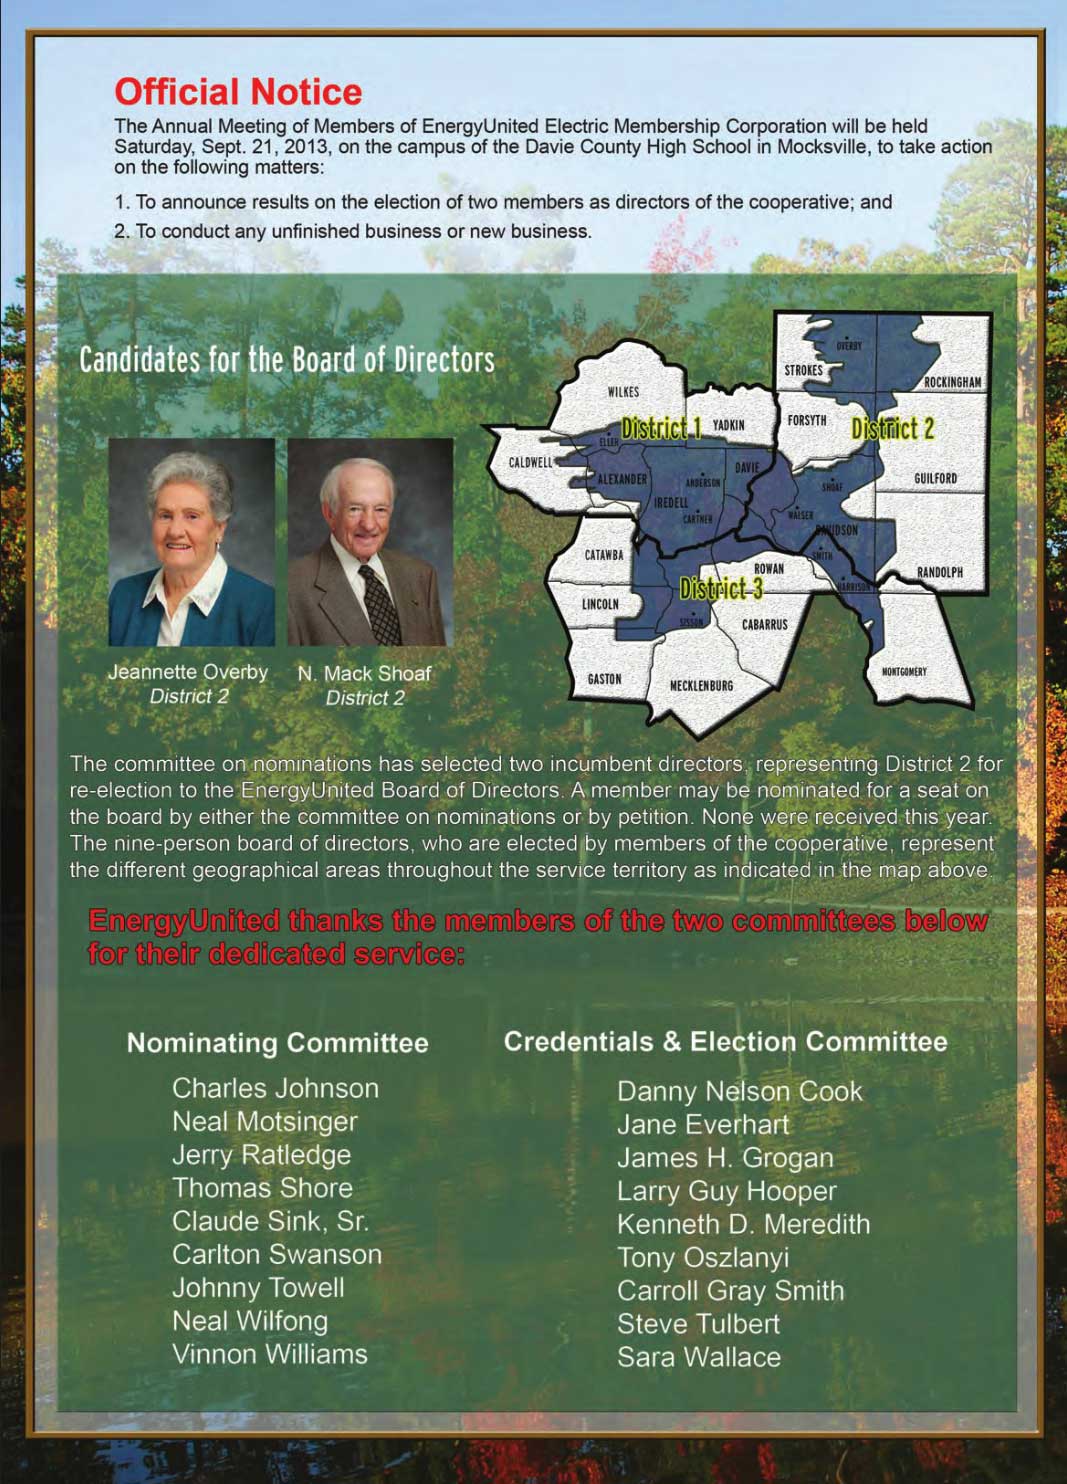 Official Notice
The Annual Meeting of Members of EnergyUnited Electric Membership Corporation will be held
Saturday, Sept. 21, 2013, on the campus of the Davie County High School in Mocksville, to take action
on the following matters:
1. To announce results on the election of two members as directors of the cooperative; and
2. To conduct any unfinished business or new business.
Candidates for the Board of Directors
Jeannette Overby
District 2
N. Mack Shoaf
District 2
OVERBY
STROKES
ROCKINGHAM
WILKES
District 1
YADKIN
FORSYTH
District 2
ELLER
CALDWELL
ALEXANDER
ANDERSON
DAVIE
IREDELL
CARTNER
SHOAF
GUILFORD
WALSER
DAVIDSON
CATAWBA
ROWAN
SMITH
RANDOLPH
District 3
HARRISON
LINCOLN
SISSON
CABARRUS
GASTON
MECKLENBURG
MONTGOMERY
The committee on nominations has selected two incumbent directors, representing District 2 for
re-election to the EnergyUnited Board of Directors. A member may be nominated for a seat on
the board by either the committee on nominations or by petition. None were received this year.
The nine-person board of directors, who are elected by members of the cooperative, represent
the different geographical areas throughout the service territory as indicated in the map above.
EnergyUnited thanks the members of the two committees below
for their dedicated service:
Nominating Committee
Charles Johnson
Neal Motsinger
Jerry Ratledge
Thomas Shore
Claude Sink, Sr.
Carlton Swanson
Johnny Towell
Neal Wilfong
Vinnon Williams
Credentials & Election Committee
Danny Nelson Cook
Jane Everhart
James H. Grogan
Larry Guy Hooper
Kenneth D. Meredith
Tony Oszlanyi
Carroll Gray Smith
Steve Tulbert
Sara Wallace